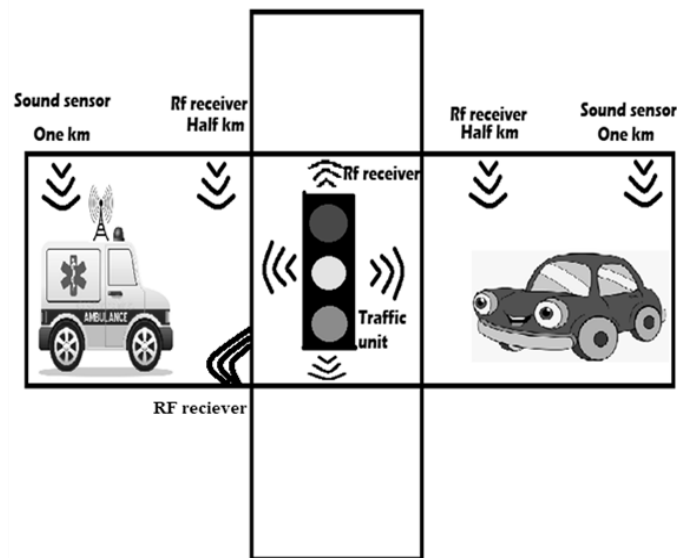 Sound sensor
One km
Rf receiver
Half km
Rf receiver
Half km
Sound sensor
One km
Rf receiver
AMBULANCE
Traffic
unit
RF reciever